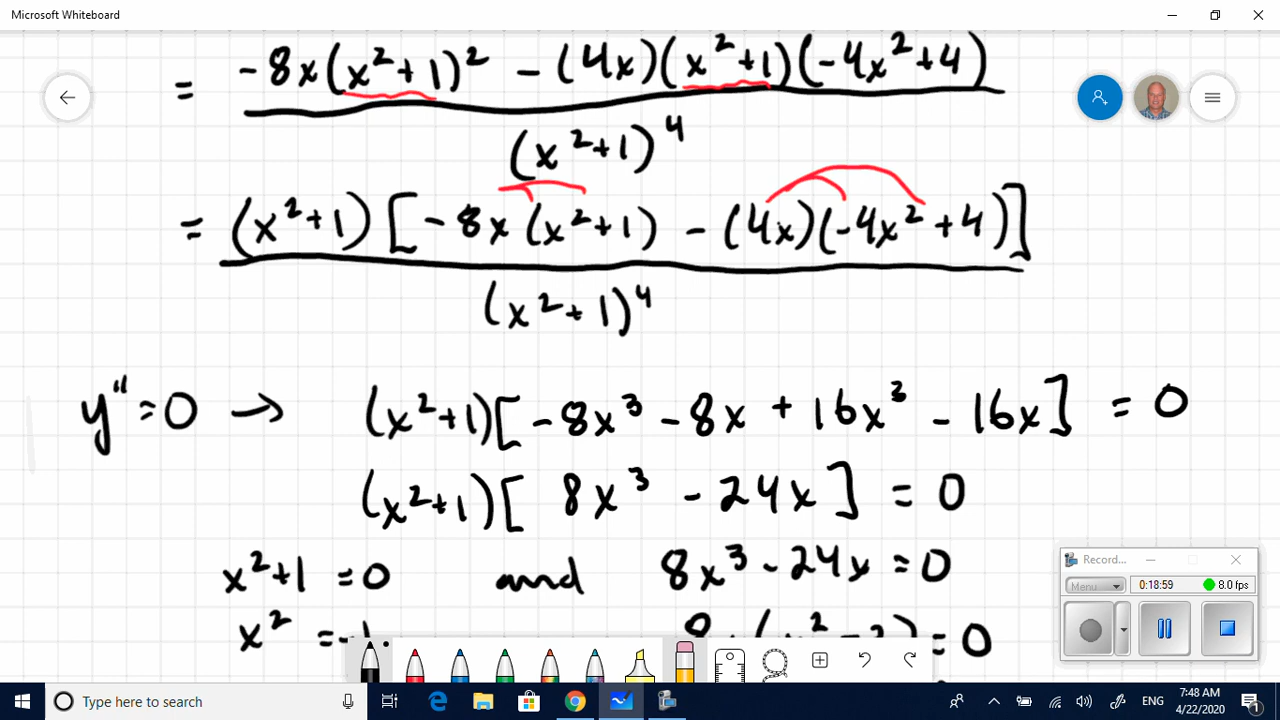 Microsoft Whiteboard
= -8x(x²+1)² - (4x)(x²+1)(-4x²+4)
(x²+1)⁴
= (x²+1)[-8x(x²+1) - (4x)(-4x²+4)]
(x²+1)⁴
y''=0 → (x²+1)[-8x³ - 8x + 16x³ - 16x] = 0
(x²+1)[8x³ - 24x] = 0
x²+1 = 0 and 8x³ - 24x = 0
x² = -1 = 0
Record...
Menu
0:18:59
8.0 fps
Type here to search
ENG
7:48 AM
4/22/2020
1